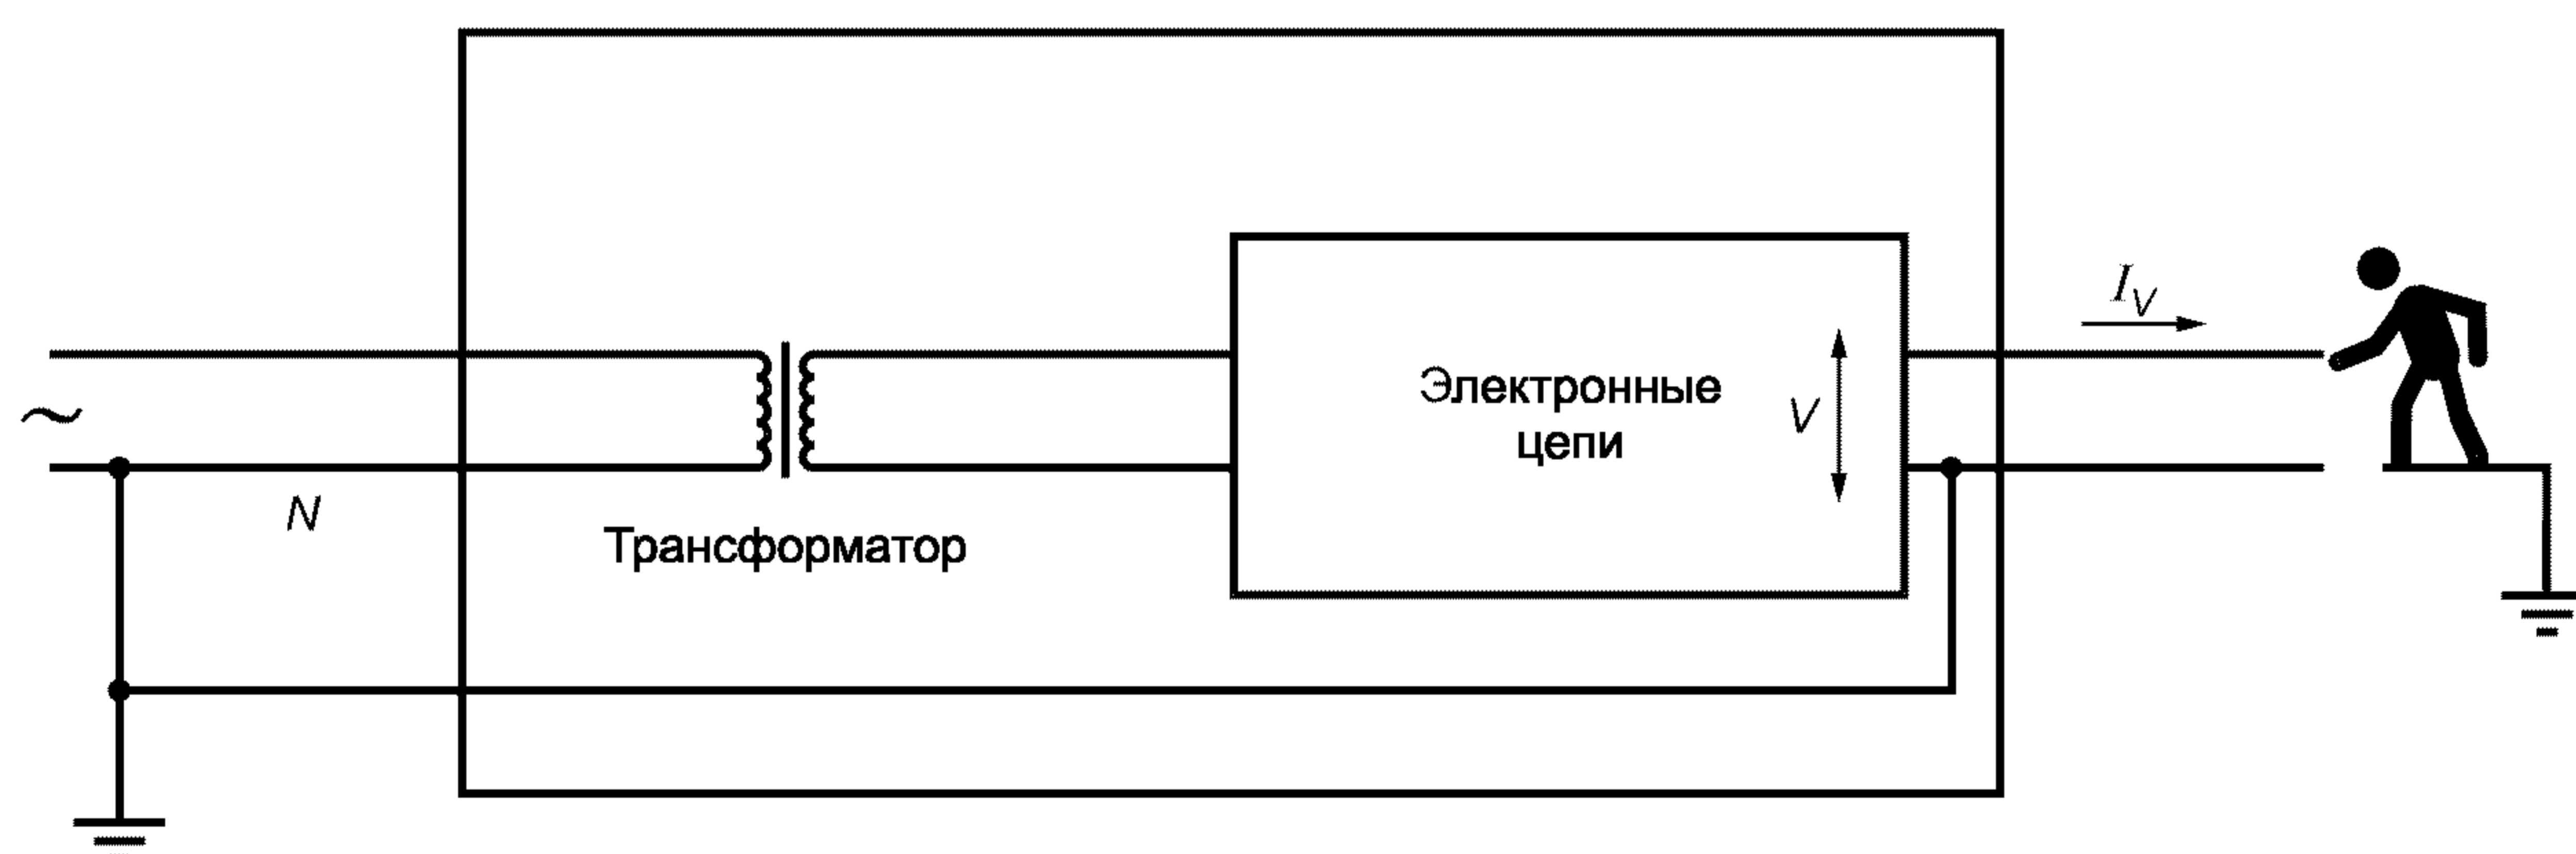 I_V
~
Электронные
цепи
V
N
Трансформатор